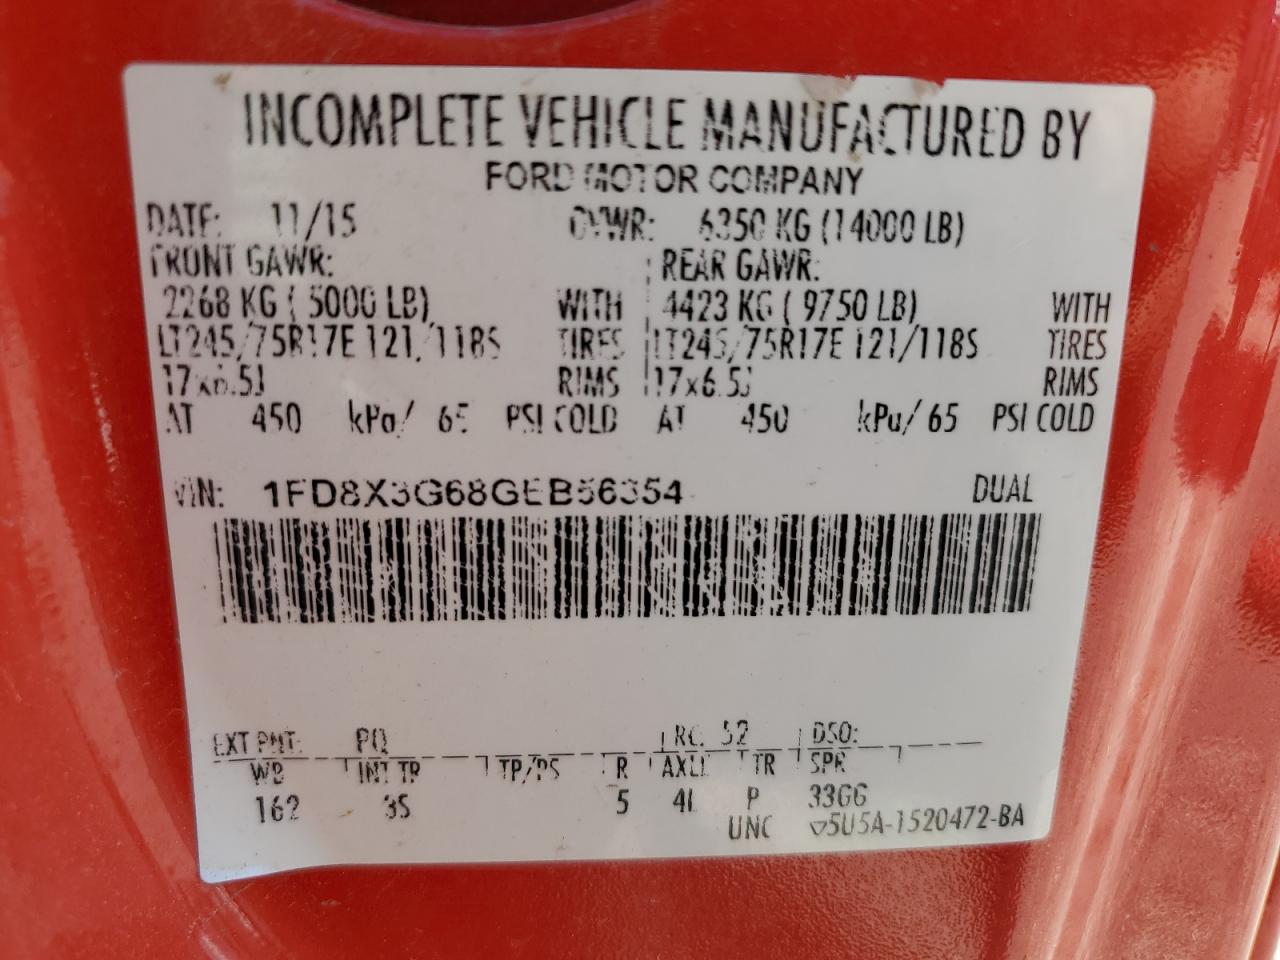 INCOMPLETE VEHICLE MANUFACTURED BY
FORD MOTOR COMPANY
DATE: 11/15 GVWR: 6350 KG (14000 LB)
FRONT GAWR: REAR GAWR:
2268 KG ( 5000 LB) WITH 4423 KG ( 9750 LB) WITH
LT245/75R17E 121/118S TIRES LT245/75R17E 121/118S TIRES
17x6.5J RIMS 17x6.5J RIMS
AT 450 kPa/ 65 PSI COLD AT 450 kPa/ 65 PSI COLD
VIN: 1FD8X3G68GEB56354 DUAL
EXT PNT: PQ RC: 52 DSO:
WB INT TR TP/PS R AXLE TR SPR
162 3S 5 4L P 33GG
UNC ▽5U5A-1520472-BA